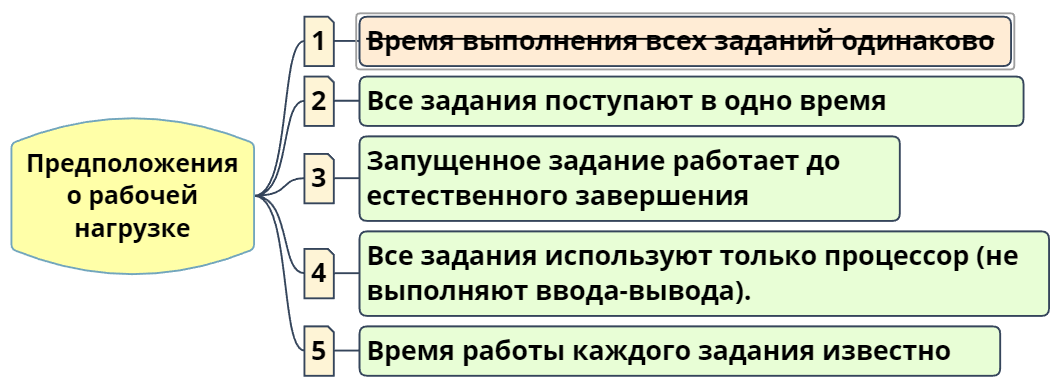 Предположения
о рабочей
нагрузке
1 Время выполнения всех заданий одинаково
2 Все задания поступают в одно время
3 Запущенное задание работает до
естественного завершения
4 Все задания используют только процессор (не
выполняют ввода-вывода).
5 Время работы каждого задания известно